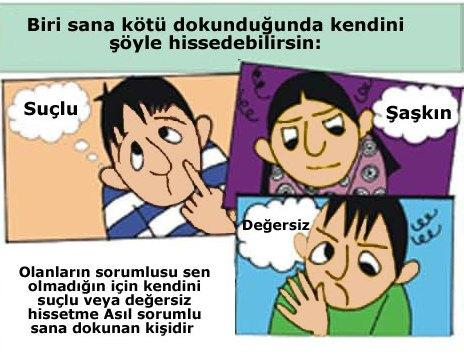 Biri sana kötü dokunduğunda kendini
şöyle hissedebilirsin:
Suçlu
Şaşkın
Değersiz
Olanların sorumlusu sen
olmadığın için kendini
suçlu veya değersiz
hissetme Asıl sorumlu
sana dokunan kişidir